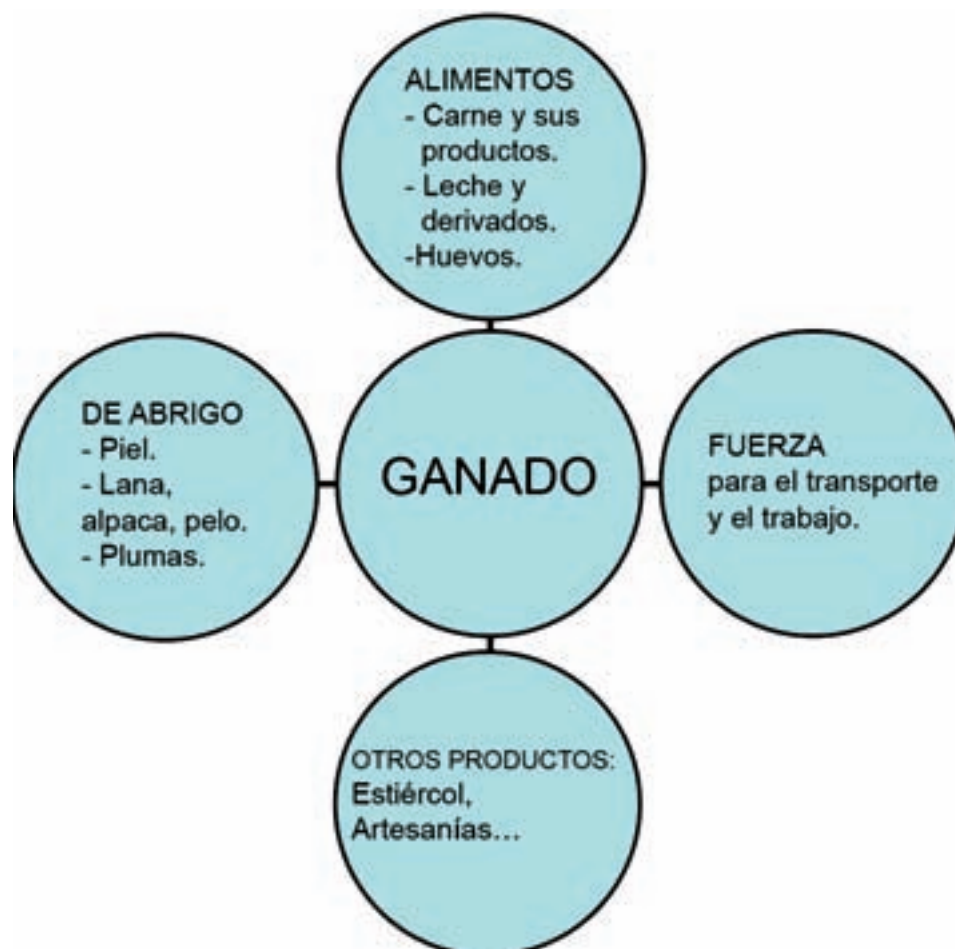 ALIMENTOS
- Carne y sus
productos.
- Leche y
derivados.
-Huevos.
DE ABRIGO
- Piel.
- Lana,
alpaca, pelo.
- Plumas.
GANADO
FUERZA
para el transporte
y el trabajo.
OTROS PRODUCTOS:
Estiércol,
Artesanías...